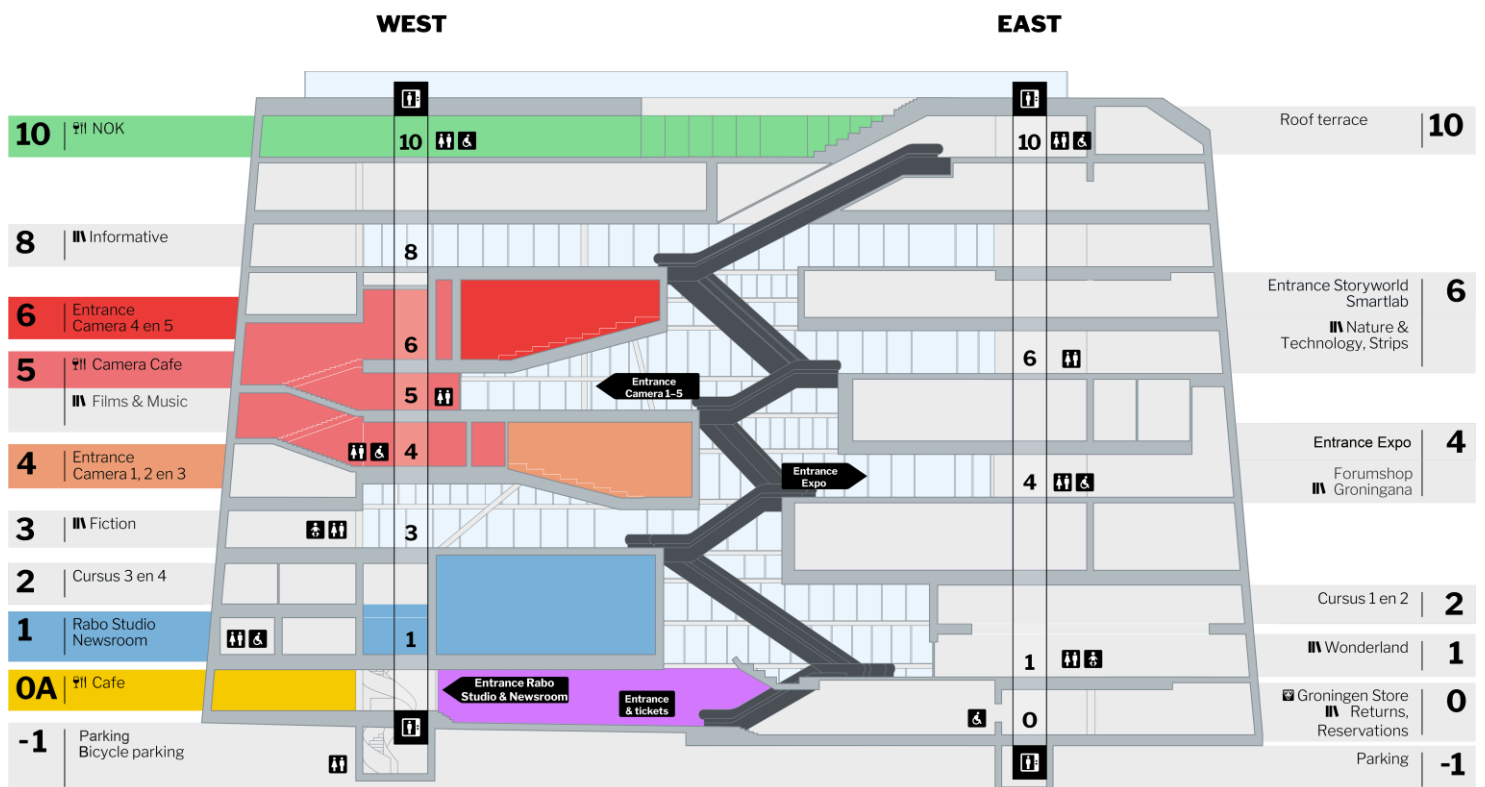 WEST
EAST
10
NOK
8
Informative
6
Entrance
Camera 4 en 5
5
Camera Cafe
Films & Music
4
Entrance
Camera 1, 2 en 3
3
Fiction
2
Cursus 3 en 4
1
Rabo Studio
Newsroom
0A
Cafe
-1
Parking
Bicycle parking
10
8
6
5
4
3
1
Entrance
Camera 1-5
Entrance
Expo
Entrance Rabo
Studio & Newsroom
Entrance
& tickets
10
6
4
1
0
Roof terrace
10
Entrance Storyworld
Smartlab
6
Nature &
Technology, Strips
Entrance Expo
4
Forumshop
Groningana
Cursus 1 en 2
2
Wonderland
1
Groningen Store
0
Returns,
Reservations
Parking
-1